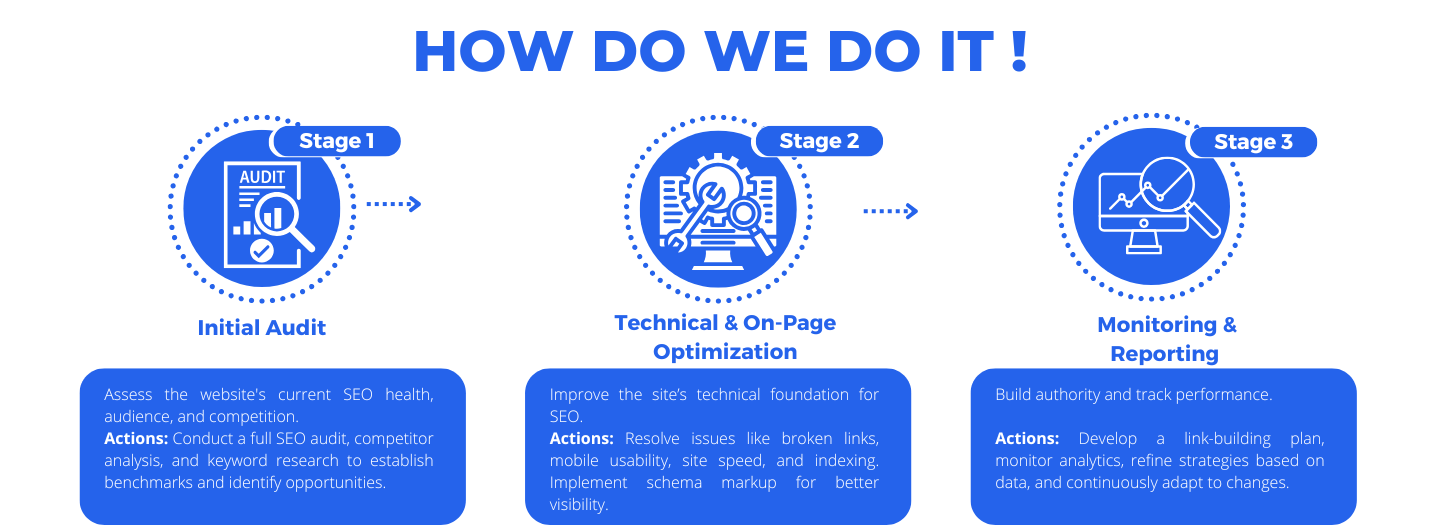 HOW DO WE DO IT !
Stage 1
AUDIT
Initial Audit
Assess the website's current SEO health,
audience, and competition.
Actions: Conduct a full SEO audit, competitor
analysis, and keyword research to establish
benchmarks and identify opportunities.
Stage 2
Technical & On-Page
Optimization
Improve the site’s technical foundation for
SEO.
Actions: Resolve issues like broken links,
mobile usability, site speed, and indexing.
Implement schema markup for better
visibility.
Stage 3
Monitoring &
Reporting
Build authority and track performance.
Actions: Develop a link-building plan,
monitor analytics, refine strategies based on
data, and continuously adapt to changes.